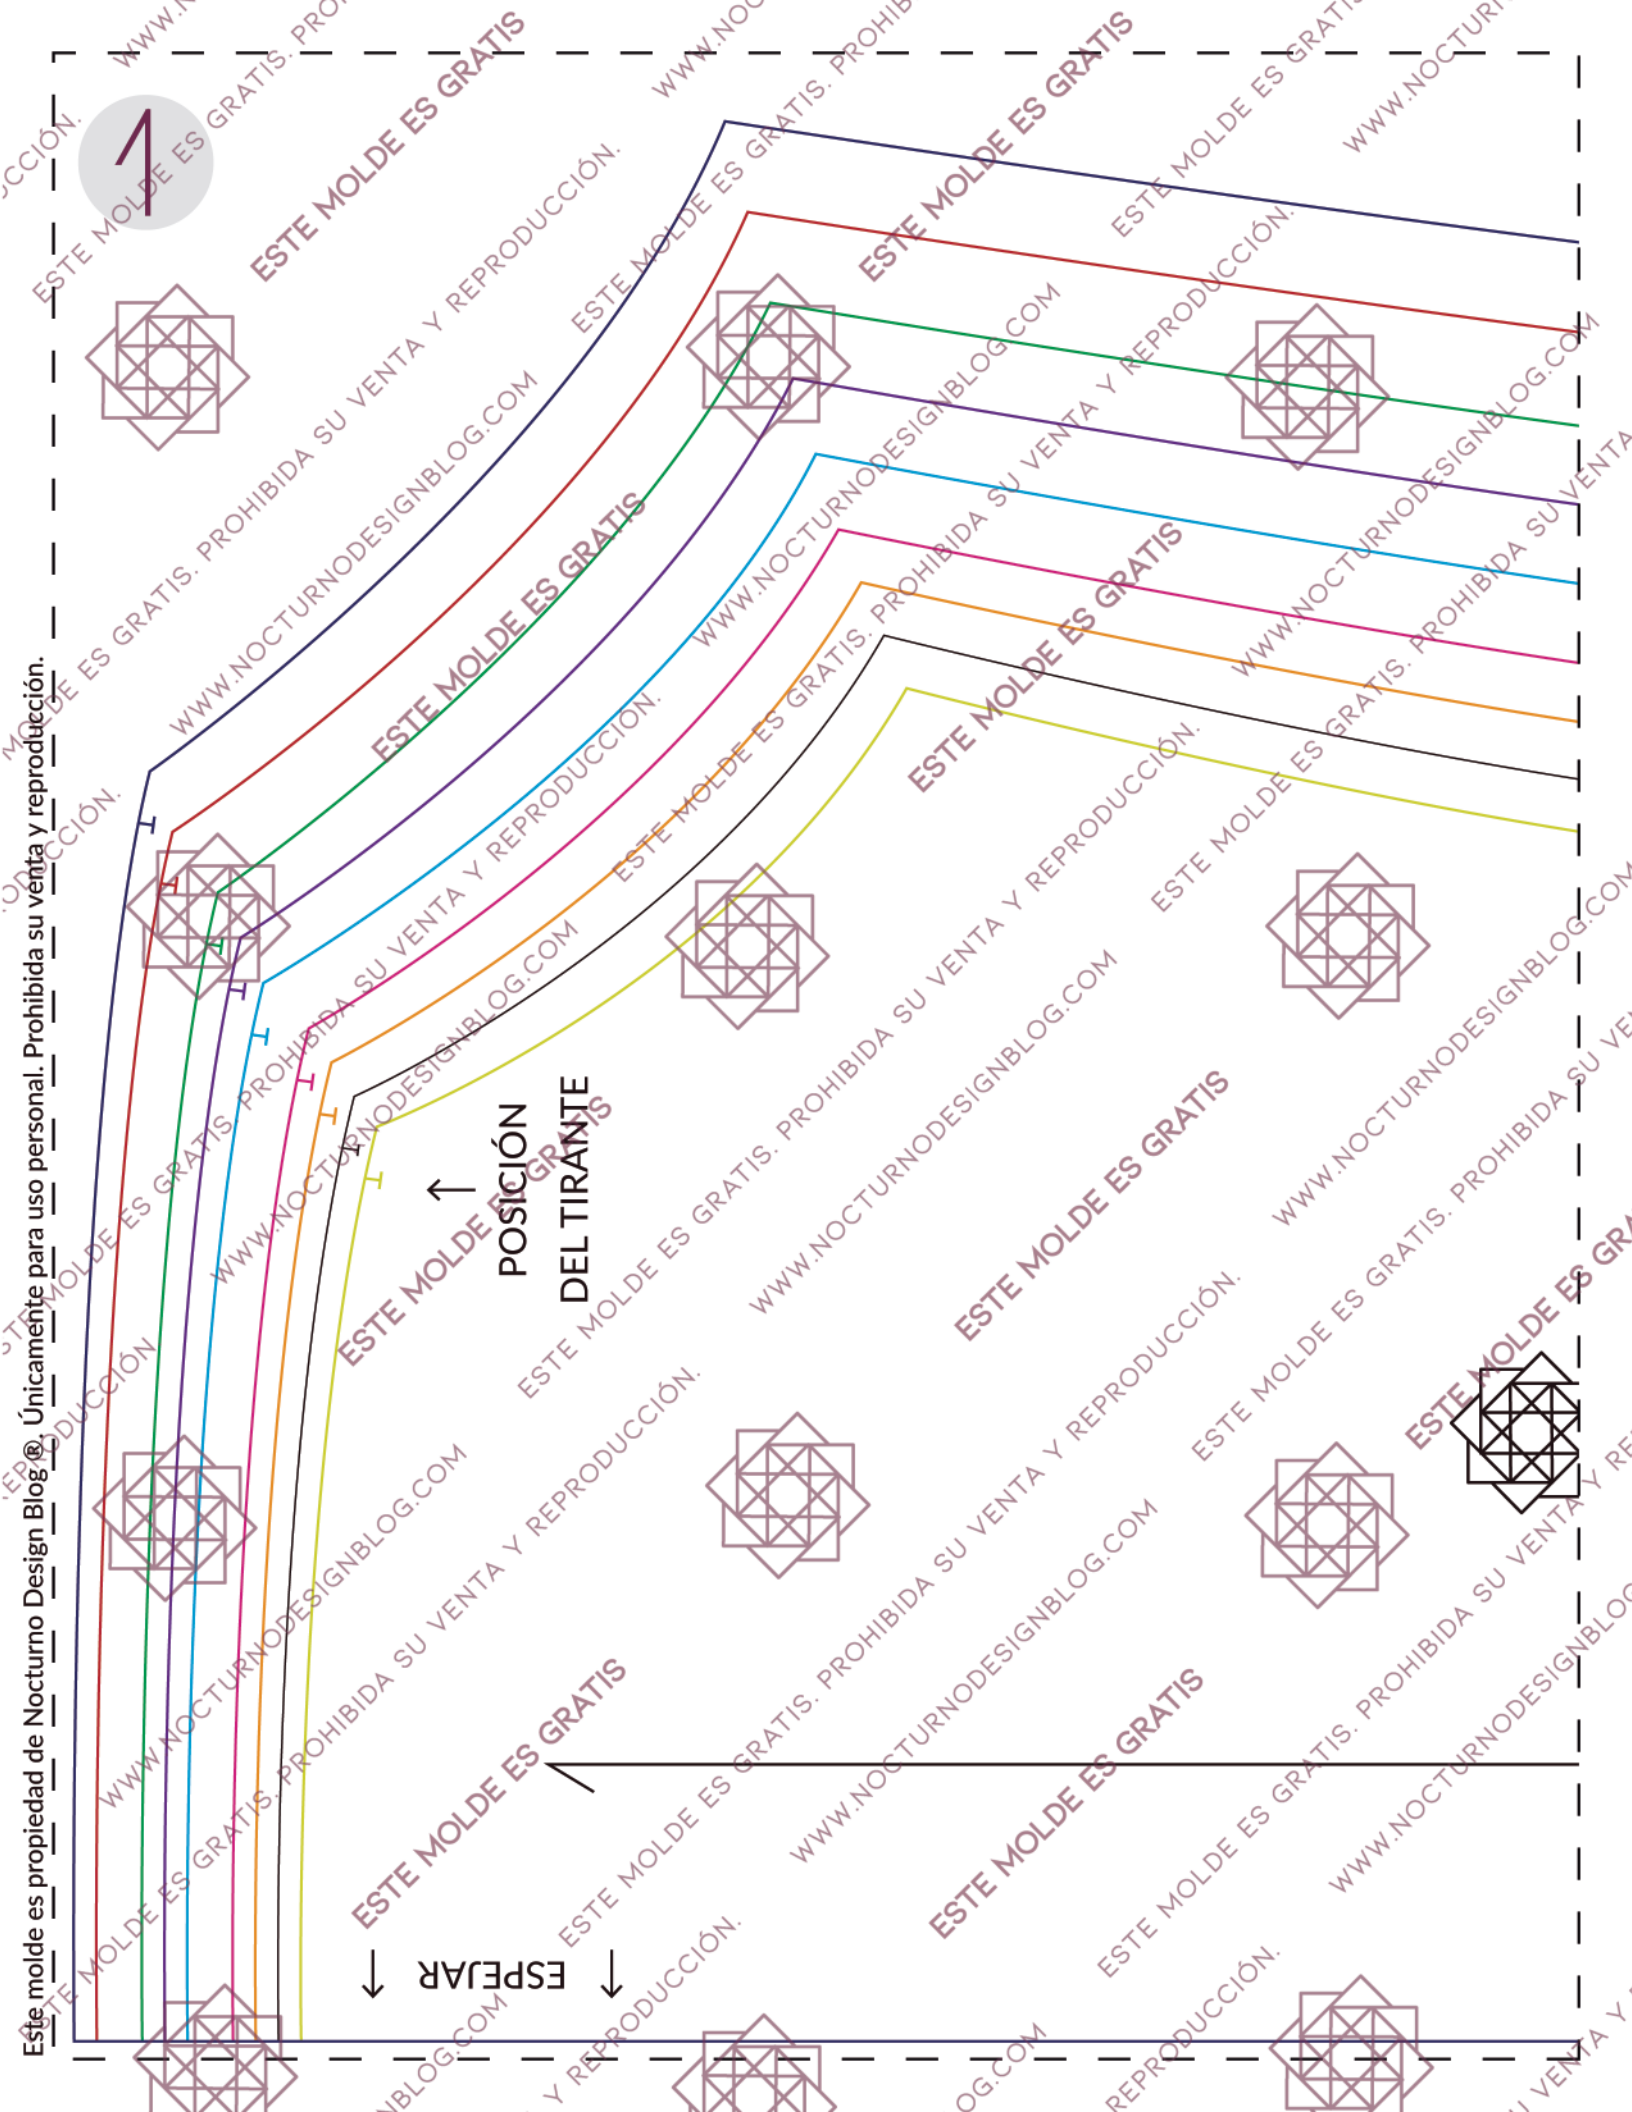 1
Este molde es propiedad de Nocturno Design Blog®. Únicamente para uso personal. Prohibida su venta y reproducción.
POSICIÓN
DEL TIRANTE
ESPEJAR
ESTE MOLDE ES GRATIS
ESTE MOLDE ES GRATIS. PROHIBIDA SU VENTA Y REPRODUCCIÓN.
WWW.NOCTURNODESIGNBLOG.COM